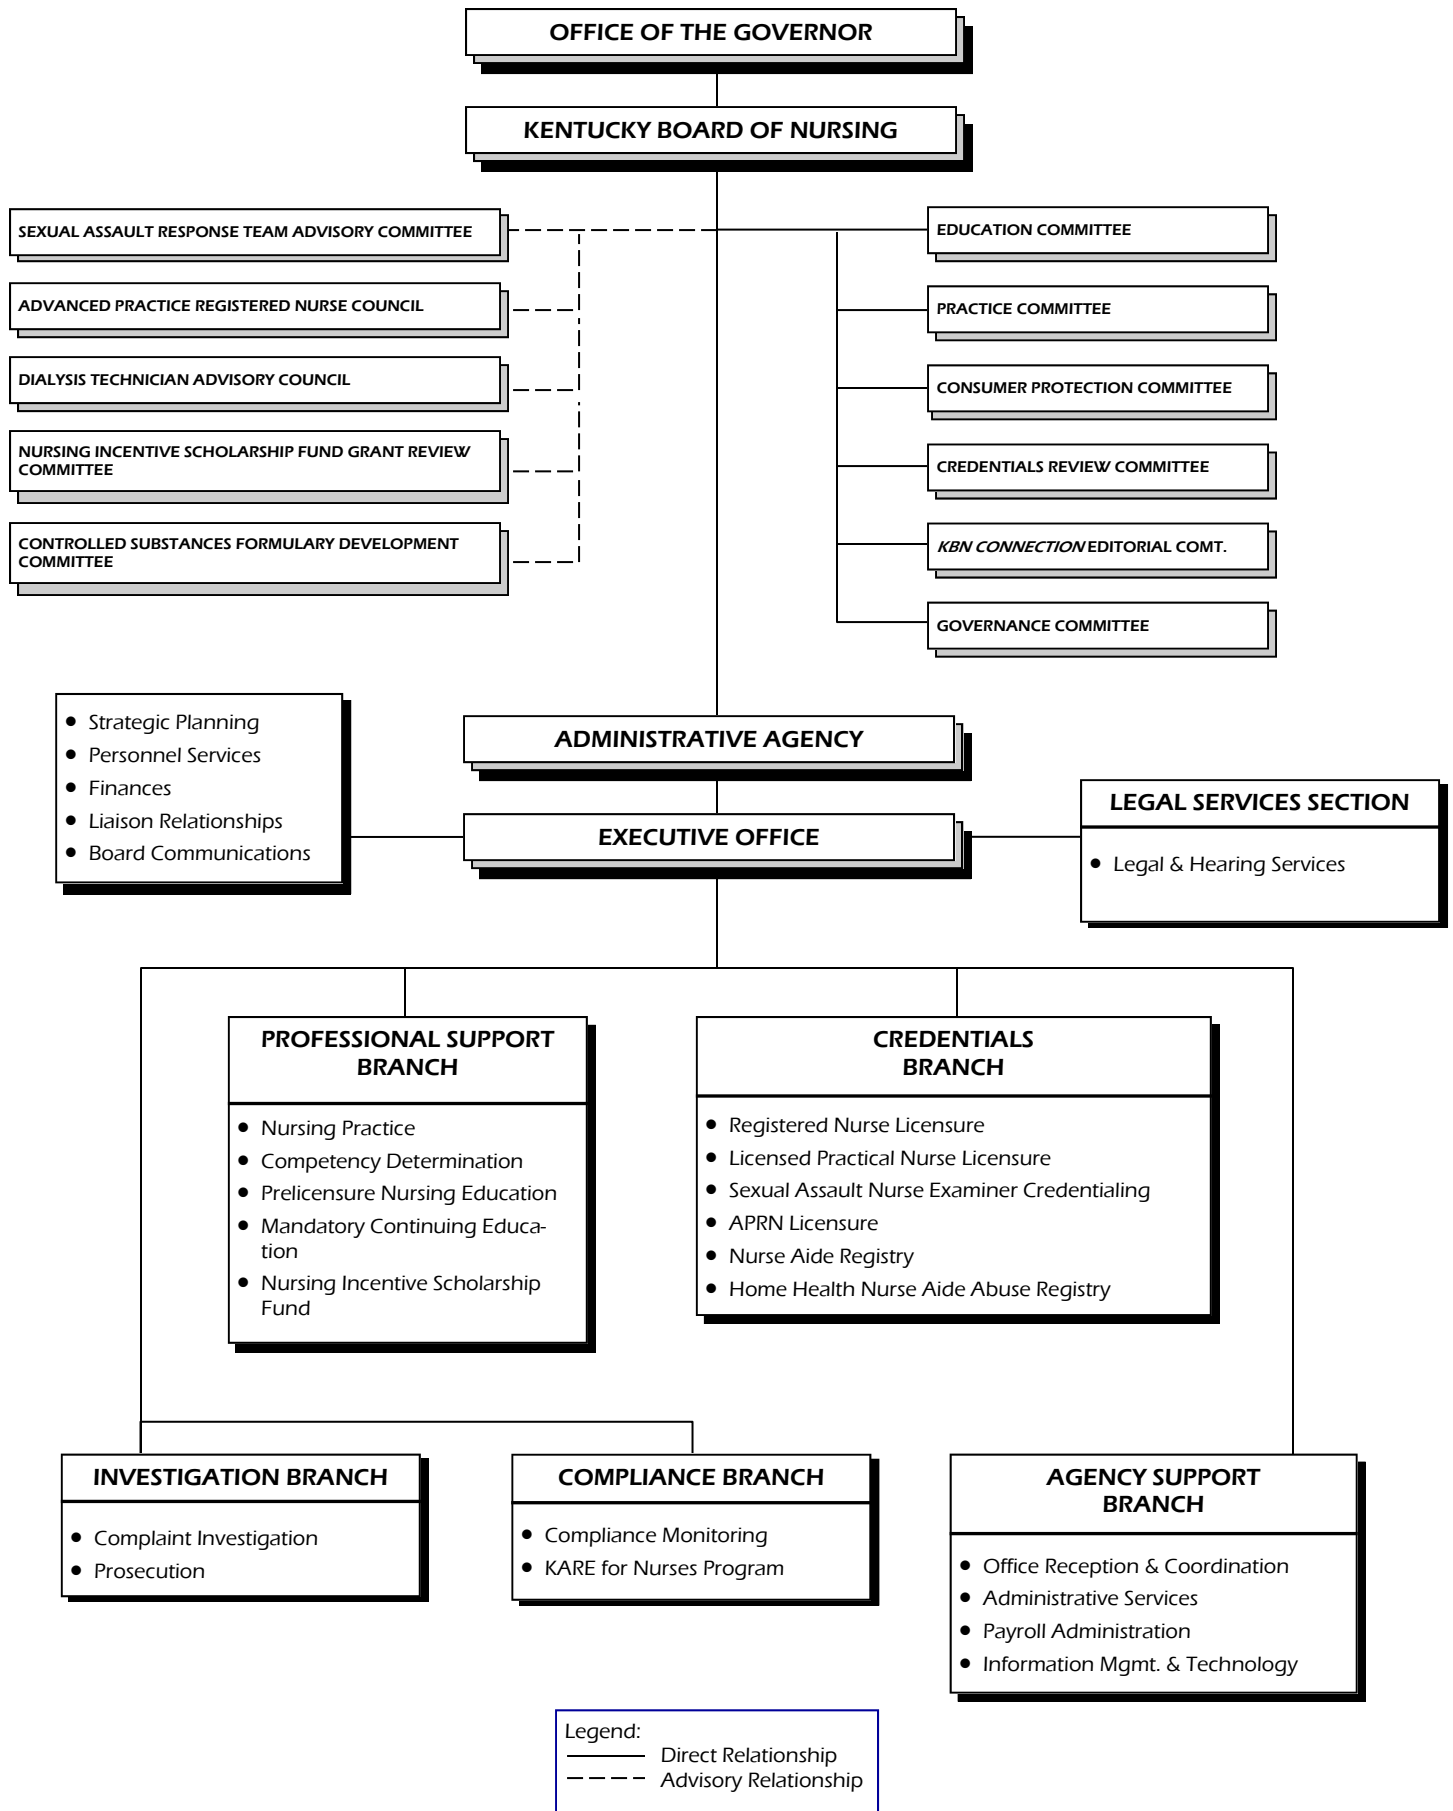 OFFICE OF THE GOVERNOR
KENTUCKY BOARD OF NURSING
SEXUAL ASSAULT RESPONSE TEAM ADVISORY COMMITTEE
ADVANCED PRACTICE REGISTERED NURSE COUNCIL
DIALYSIS TECHNICIAN ADVISORY COUNCIL
NURSING INCENTIVE SCHOLARSHIP FUND GRANT REVIEW
COMMITTEE
CONTROLLED SUBSTANCES FORMULARY DEVELOPMENT
COMMITTEE
EDUCATION COMMITTEE
PRACTICE COMMITTEE
CONSUMER PROTECTION COMMITTEE
CREDENTIALS REVIEW COMMITTEE
KBN CONNECTION EDITORIAL COMT.
GOVERNANCE COMMITTEE
• Strategic Planning
• Personnel Services
• Finances
• Liaison Relationships
• Board Communications
ADMINISTRATIVE AGENCY
EXECUTIVE OFFICE
LEGAL SERVICES SECTION
• Legal & Hearing Services
PROFESSIONAL SUPPORT
BRANCH
• Nursing Practice
• Competency Determination
• Prelicensure Nursing Education
• Mandatory Continuing Educa-
tion
• Nursing Incentive Scholarship
Fund
CREDENTIALS
BRANCH
• Registered Nurse Licensure
• Licensed Practical Nurse Licensure
• Sexual Assault Nurse Examiner Credentialing
• APRN Licensure
• Nurse Aide Registry
• Home Health Nurse Aide Abuse Registry
INVESTIGATION BRANCH
• Complaint Investigation
• Prosecution
COMPLIANCE BRANCH
• Compliance Monitoring
• KARE for Nurses Program
AGENCY SUPPORT
BRANCH
• Office Reception & Coordination
• Administrative Services
• Payroll Administration
• Information Mgmt. & Technology
Legend:
Direct Relationship
Advisory Relationship